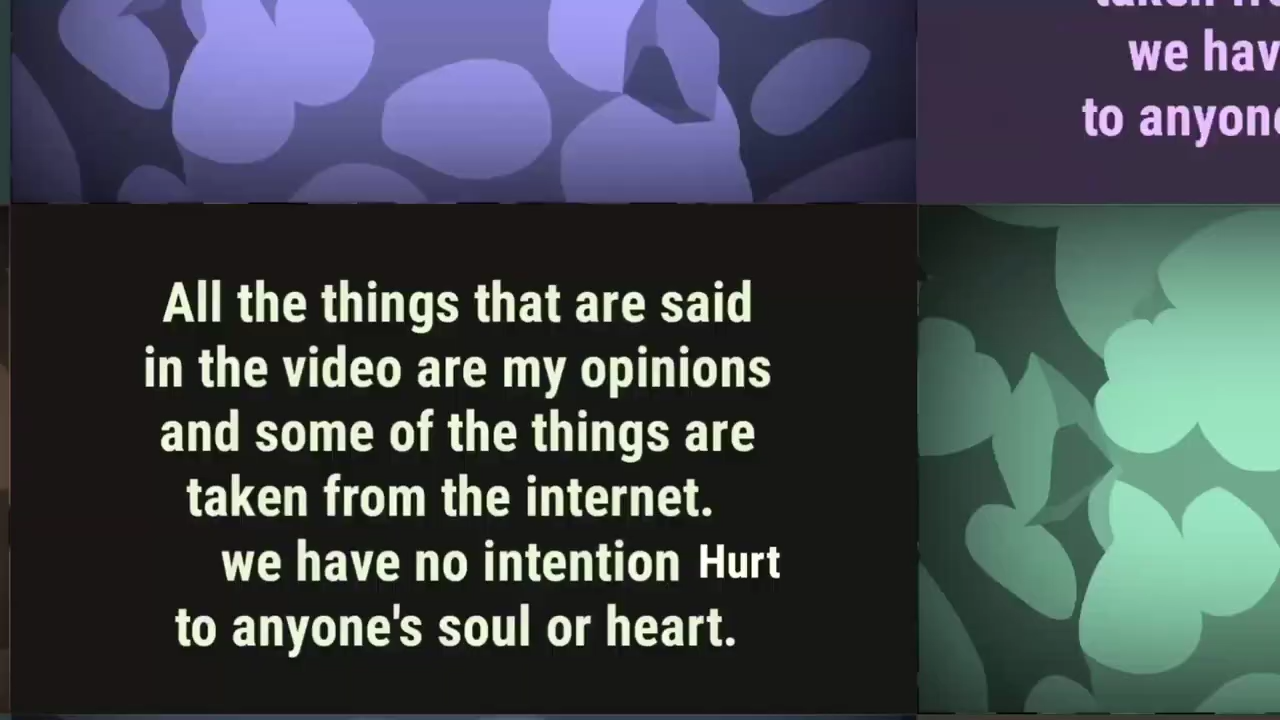 we hav
to anyone
All the things that are said
in the video are my opinions
and some of the things are
taken from the internet.
we have no intention Hurt
to anyone's soul or heart.